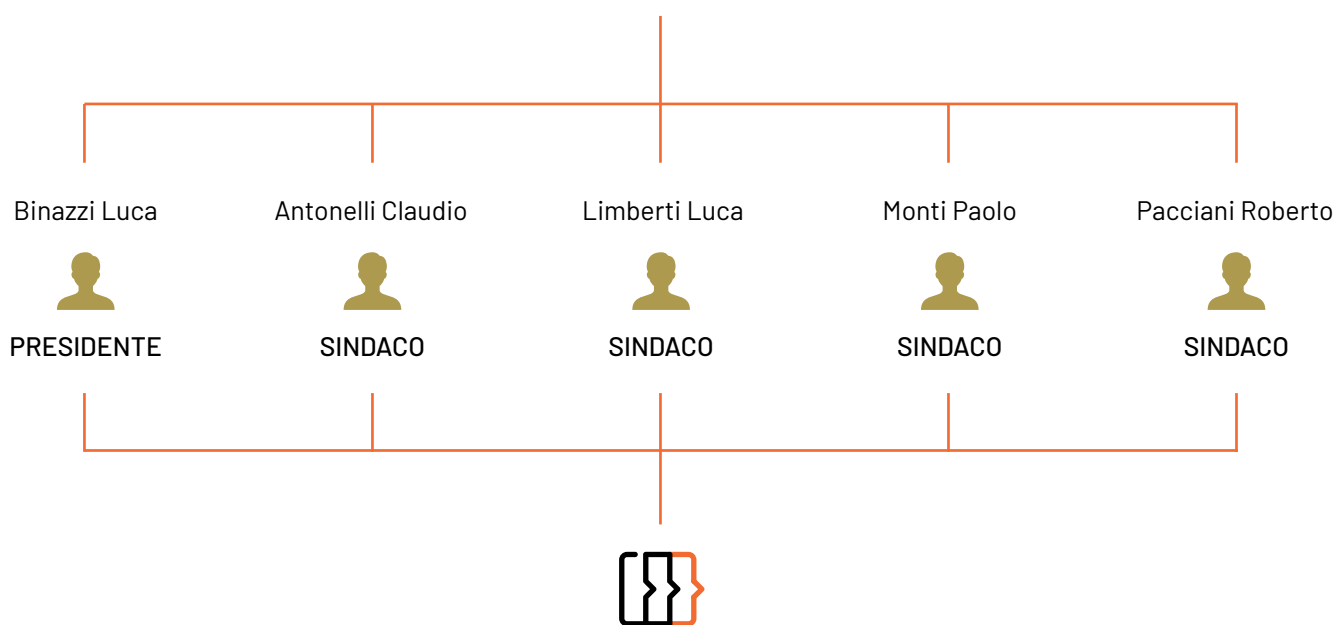 Binazzi Luca
Antonelli Claudio
Limberti Luca
Monti Paolo
Pacciani Roberto
PRESIDENTE
SINDACO
SINDACO
SINDACO
SINDACO